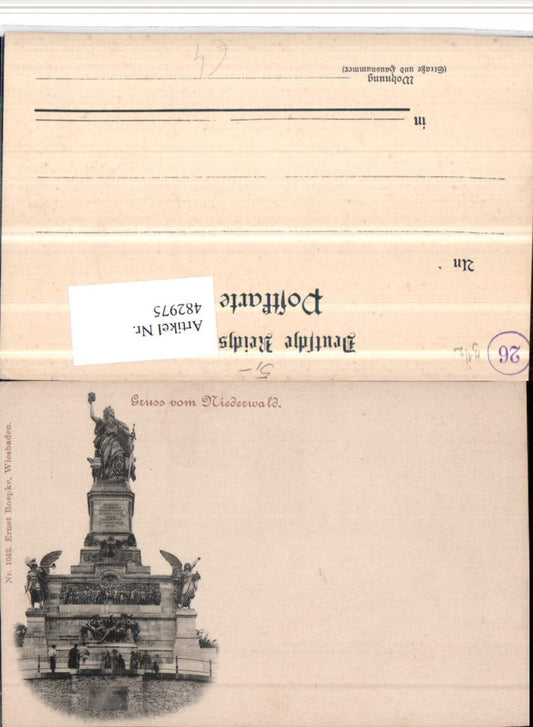 (Straße und Hausnummer)
Wohnung
in
An
Postkarte
Deutsche Reichs
Artikel Nr.
482975
26
5,-
Gruss vom Niederwald.
Nr. 1043. Ernst Roepke, Wiesbaden.